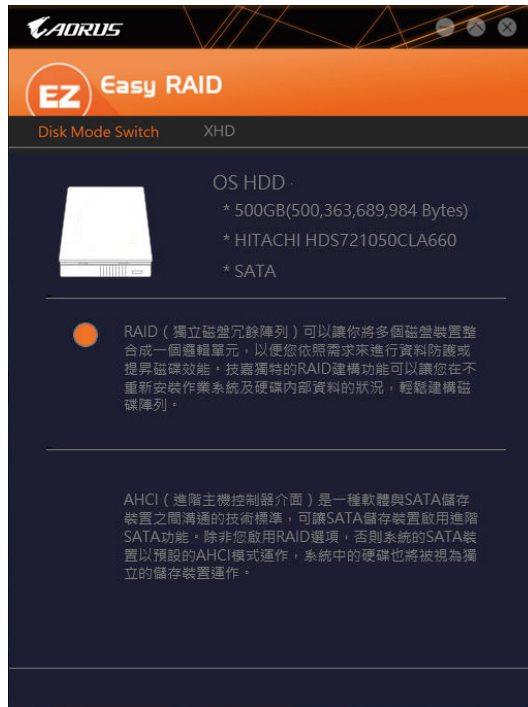 AORUS
EZ Easy RAID
Disk Mode Switch XHD
OS HDD
* 500GB(500,363,689,984 Bytes)
* HITACHI HDS721050CLA660
* SATA
RAID（獨立磁盤冗餘陣列）可以讓你將多個磁盤裝置整
合成一個邏輯單元，以便您依照需求來進行資料防護或
提昇磁碟效能。技嘉獨特的RAID建構功能可以讓您在不
重新安裝作業系統及硬碟內部資料的狀況，輕鬆建構磁
碟陣列。
AHCI（進階主機控制器介面）是一種軟體與SATA儲存
裝置之間溝通的技術標準，可讓SATA儲存裝置啟用進階
SATA功能。除非您啟用RAID選項，否則系統的SATA裝
置以預設的AHCI模式運作，系統中的硬碟也將被視為獨
立的儲存裝置運作。